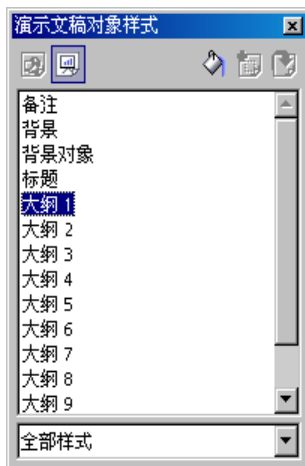 演示文稿对象样式
备注
背景
背景对象
标题
大纲 1
大纲 2
大纲 3
大纲 4
大纲 5
大纲 6
大纲 7
大纲 8
大纲 9
全部样式